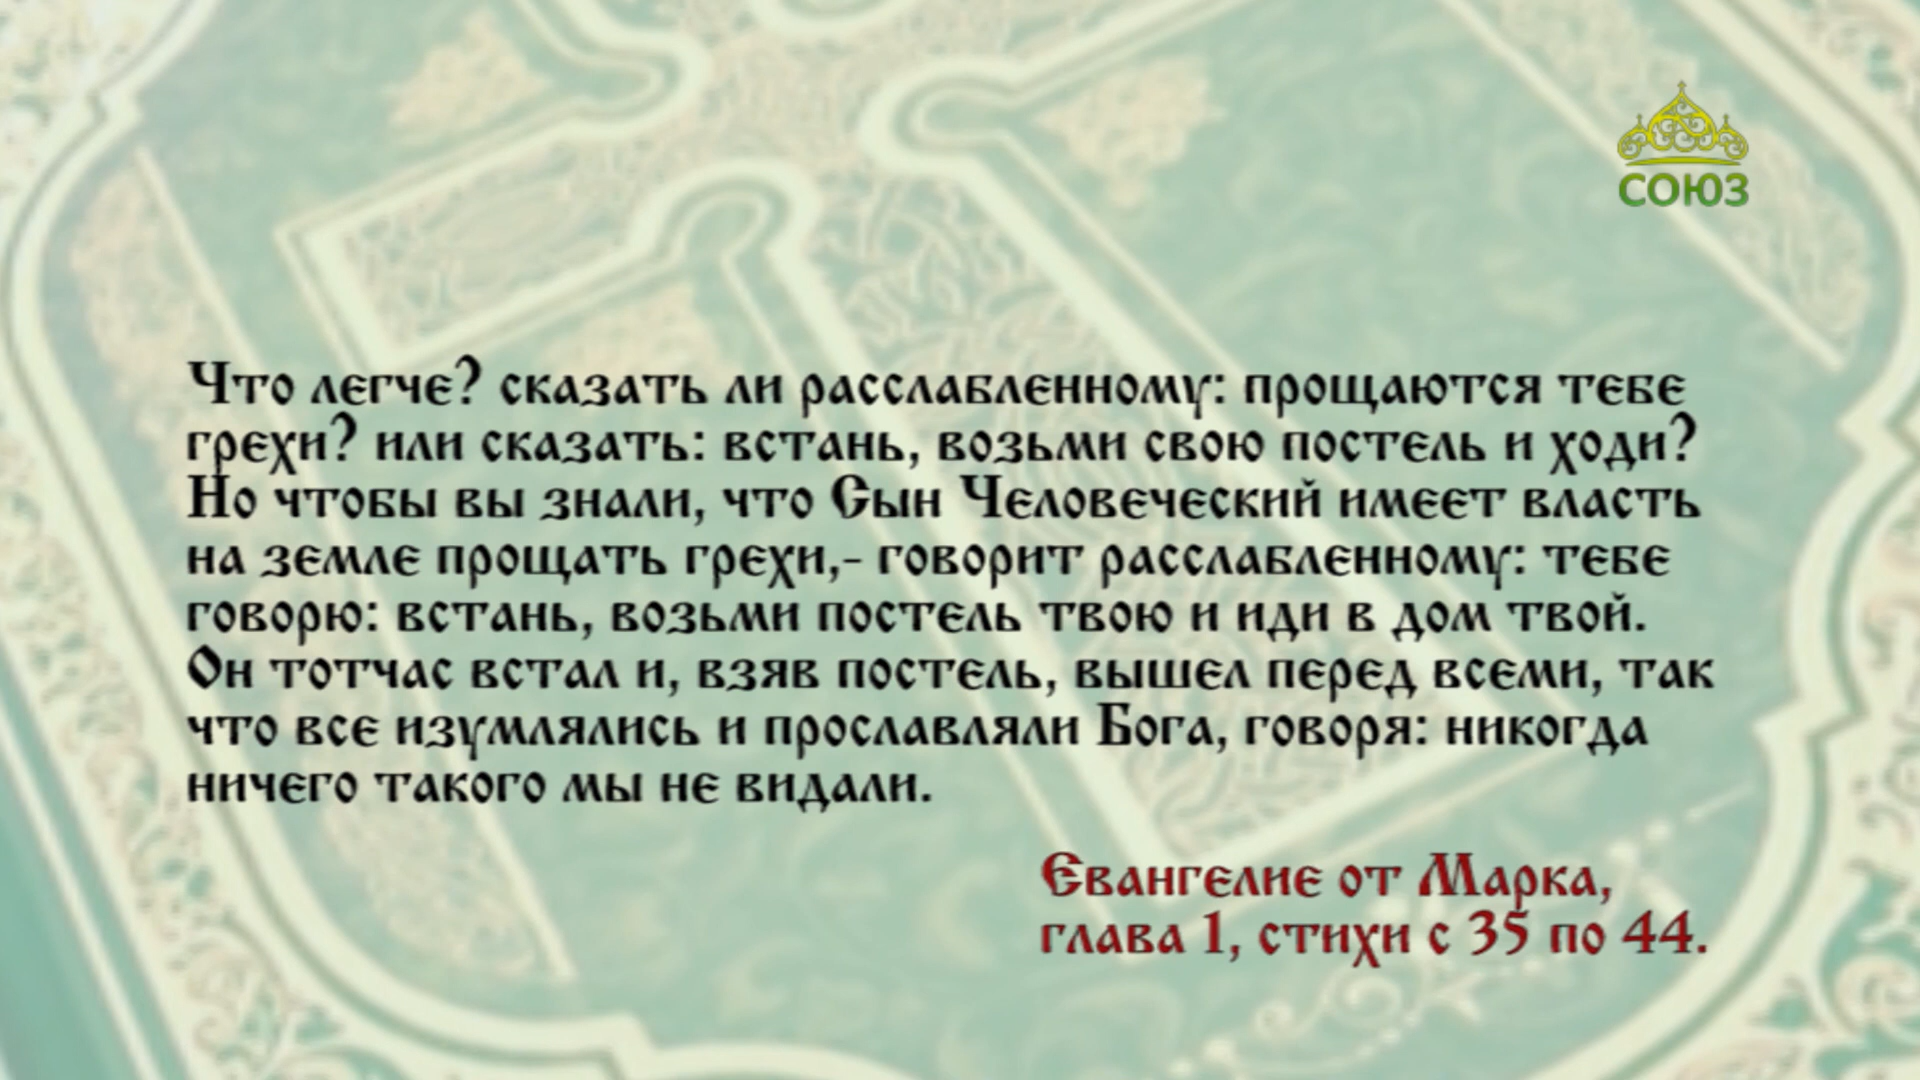 СОЮЗ
Что легче? сказать ли расслабленному: прощаются тебе
грехи? или сказать: встань, возьми свою постель и ходи?
Но чтобы вы знали, что Сын Человеческий имеет власть
на земле прощать грехи,- говорит расслабленному: тебе
говорю: встань, возьми постель твою и иди в дом твой.
Он тотчас встал и, взяв постель, вышел перед всеми, так
что все изумлялись и прославляли Бога, говоря: никогда
ничего такого мы не видали.
Евангелие от Марка,
глава 1, стихи с 35 по 44.